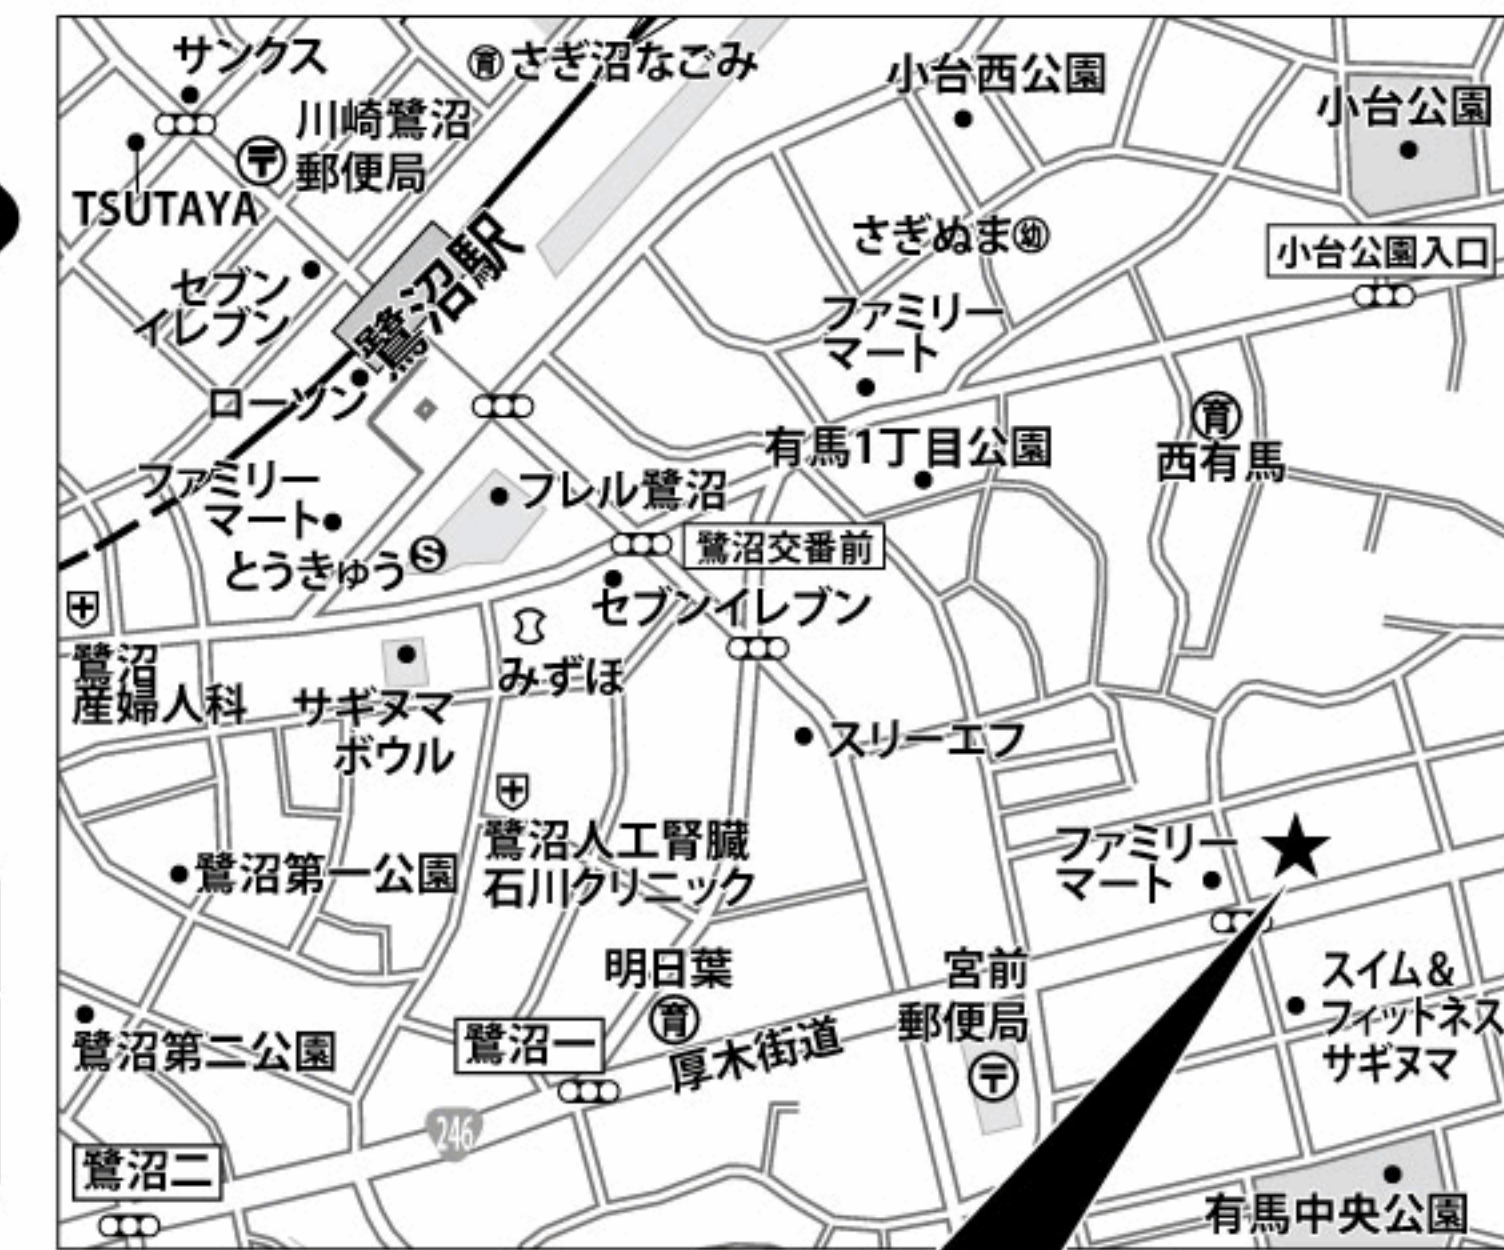 サンクス
育さぎ沼なごみ
小台西公園
小台公園
川崎鷺沼
郵便局
TSUTAYA
さぎぬま幼
小台公園入口
セブン
イレブン
鷺沼駅
ファミリー
マート
ローソン
有馬1丁目公園
育
西有馬
ファミリー
マート
フレル鷺沼
とうきゅうS
鷺沼交番前
セブンイレブン
鷺沼
産婦人科
みずほ
サギヌマ
ボウル
スリーエフ
鷺沼人工腎臓
石川クリニック
鷺沼第一公園
ファミリー
マート
明日葉
育
宮前
郵便局
スイム&
フィットネス
サギヌマ
鷺沼第二公園
鷺沼一
厚木街道
246
鷺沼二
有馬中央公園